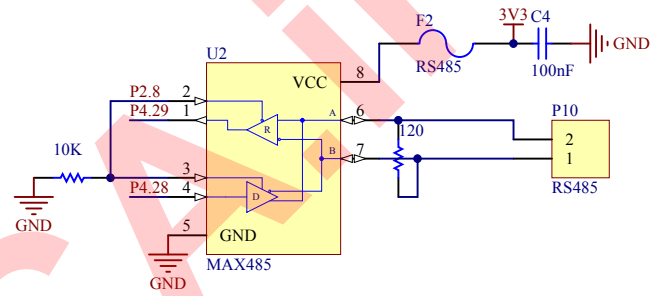 3V3
F2
C4
GND
U2
RS485
100nF
VCC
8
P2.8
2
A
6
P10
P4.29
1
R
120
2
10K
B
7
1
3
P4.28
4
D
RS485
GND
5
GND
MAX485
GND